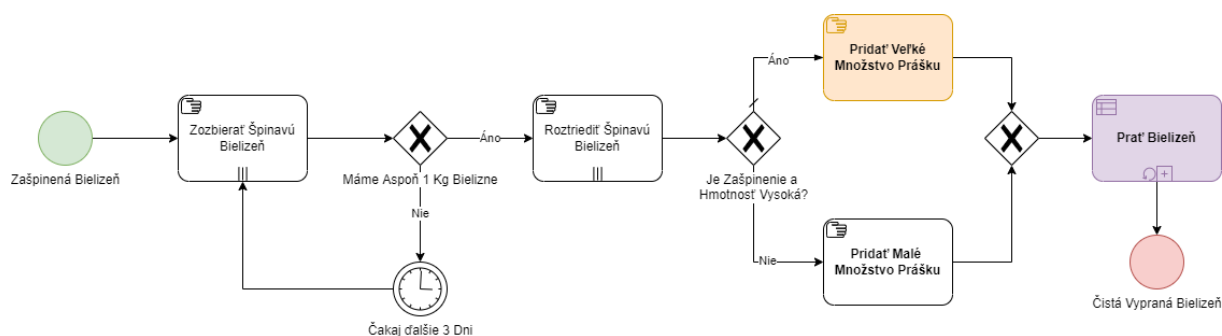 Zašpinená Bielizeň
Zozbierať Špinavú
Bielizeň
Máme Aspoň 1 Kg Bielizne
Áno
Nie
Čakaj ďalšie 3 Dni
Roztriediť Špinavú
Bielizeň
Je Zašpinenie a
Hmotnosť Vysoká?
Áno
Pridať Veľké
Množstvo Prášku
Nie
Pridať Malé
Množstvo Prášku
Prať Bielizeň
Čistá Vypraná Bielizeň